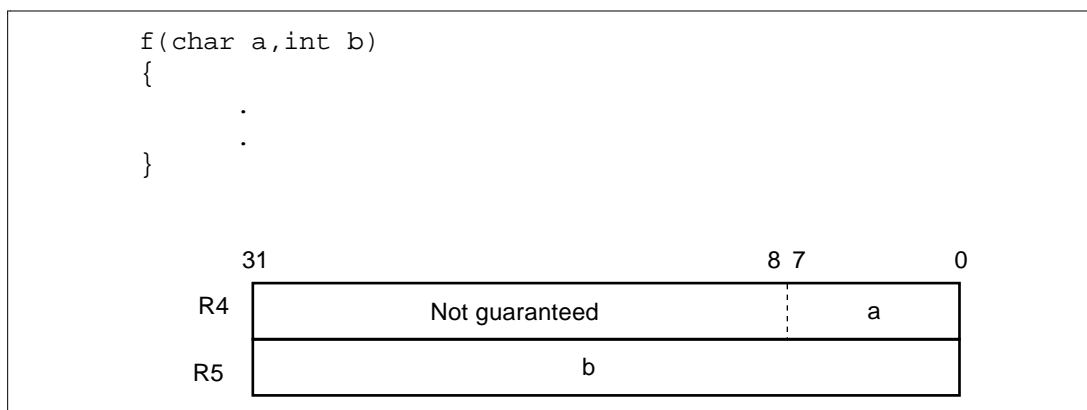 f(char a,int b)
{
.
.
}
31 8 7 0
R4 Not guaranteed a
R5 b